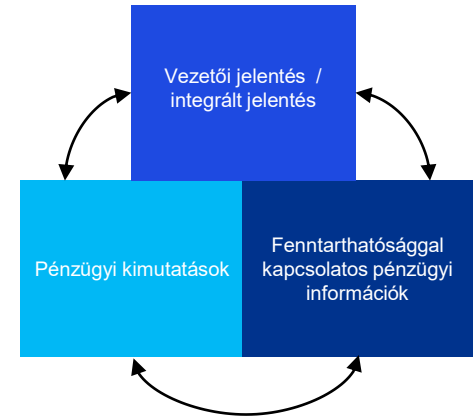 Vezetői jelentés /
integrált jelentés
Pénzügyi kimutatások
Fenntarthatósággal
kapcsolatos pénzügyi
információk